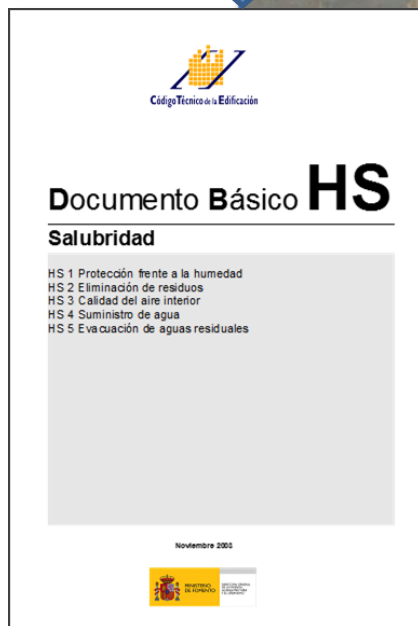 Código Técnico de la Edificación
Documento Básico HS
Salubridad
HS 1 Protección frente a la humedad
HS 2 Eliminación de residuos
HS 3 Calidad del aire interior
HS 4 Suministro de agua
HS 5 Evacuación de aguas residuales
Noviembre 2003
MINISTERIO
DE FOMENTO